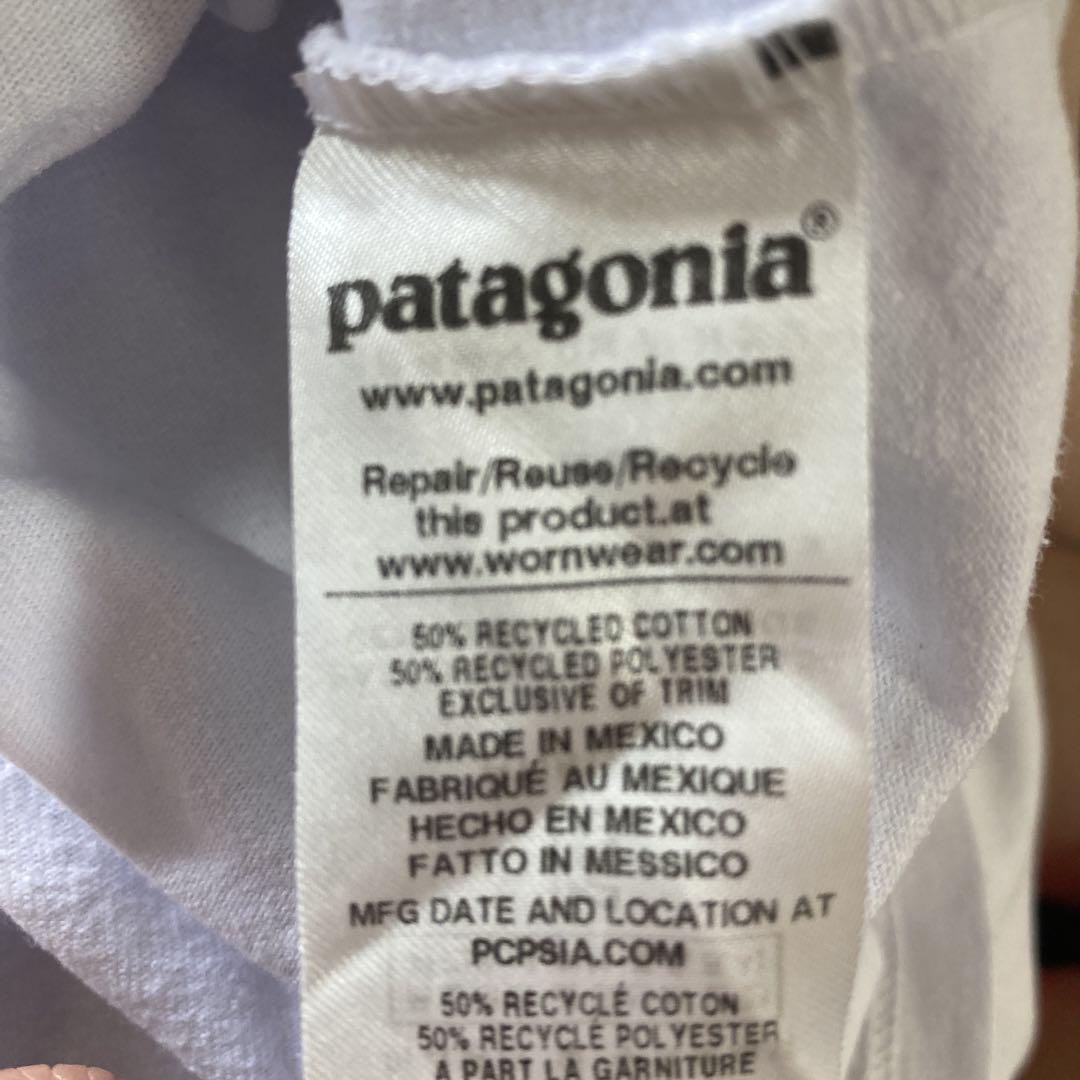 patagonia®
www.patagonia.com
Repair/Reuse/Recycle
this product.at
www.wornwear.com
50% RECYCLED COTTON
50% RECYCLED POLYESTER
EXCLUSIVE OF TRIM
MADE IN MEXICO
FABRIQUÉ AU MEXIQUE
HECHO EN MEXICO
FATTO IN MESSICO
MFG DATE AND LOCATION AT
PCPSIA.COM
50% RECYCLÉ COTON
50% RECYCLÉ POLYESTER
A PART LA GARNITURE